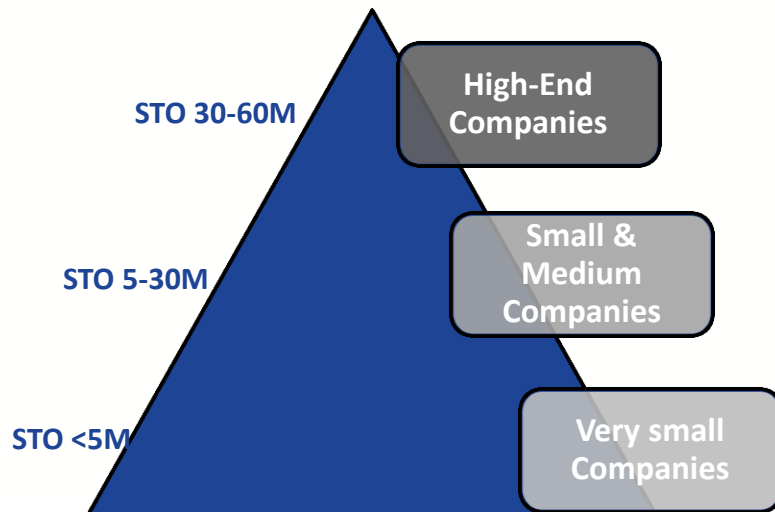 High-End
Companies
STO 30-60M
Small &
Medium
Companies
STO 5-30M
Very small
Companies
STO <5M